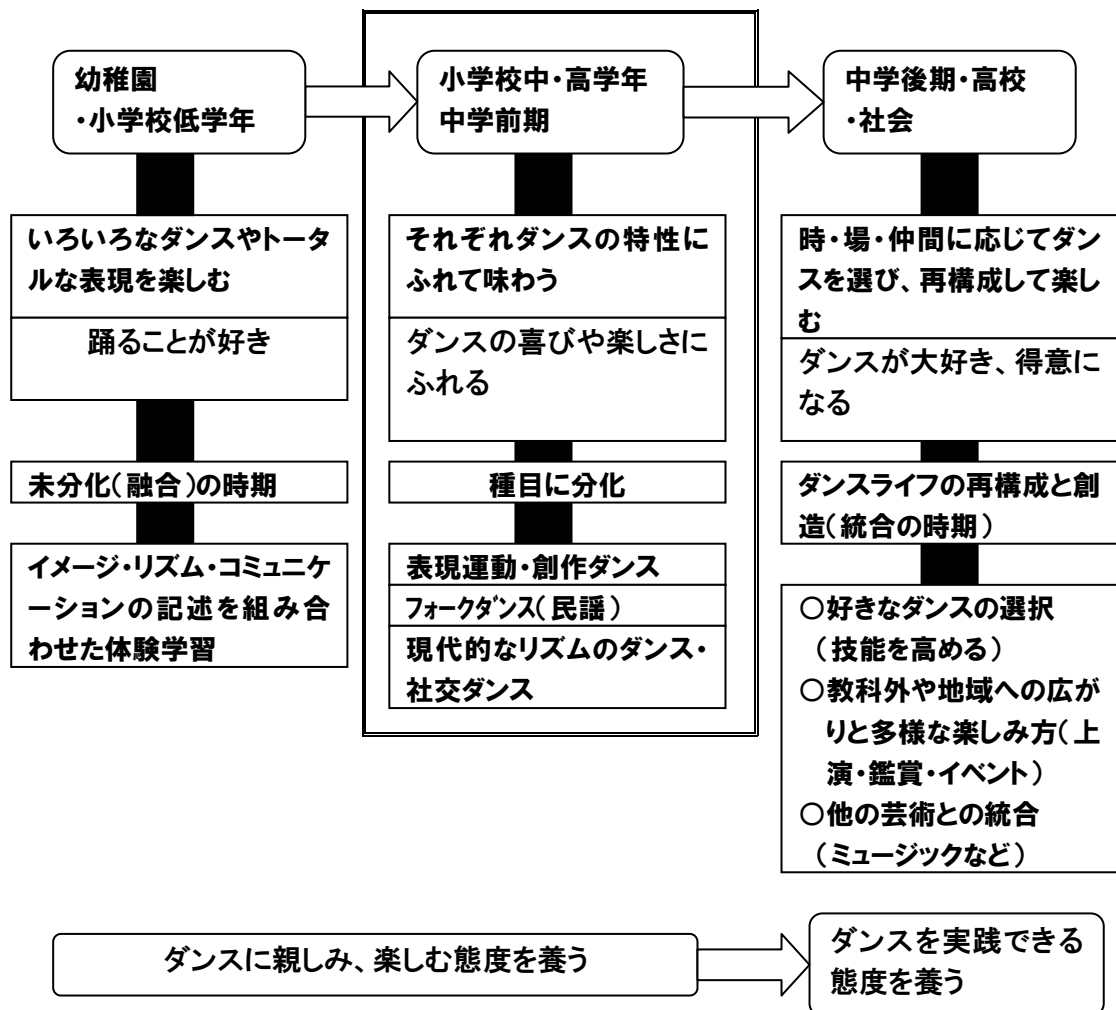 幼稚園
・小学校低学年
小学校中・高学年
中学前期
中学後期・高校
・社会
いろいろなダンスやトータ
ルな表現を楽しむ
踊ることが好き
それぞれダンスの特性に
ふれて味わう
ダンスの喜びや楽しさに
ふれる
時・場・仲間に応じてダン
スを選び、再構成して楽し
む
ダンスが大好き、得意に
なる
未分化(融合)の時期
種目に分化
ダンスライフの再構成と創
造(統合の時期)
イメージ・リズム・コミュニケ
ーションの記述を組み合
わせた体験学習
表現運動・創作ダンス
フォークダンス(民謡)
現代的なリズムのダンス・
社交ダンス
○好きなダンスの選択
(技能を高める)
○教科外や地域への広が
りと多様な楽しみ方(上
演・鑑賞・イベント)
○他の芸術との統合
(ミュージックなど)
ダンスに親しみ、楽しむ態度を養う
ダンスを実践できる
態度を養う